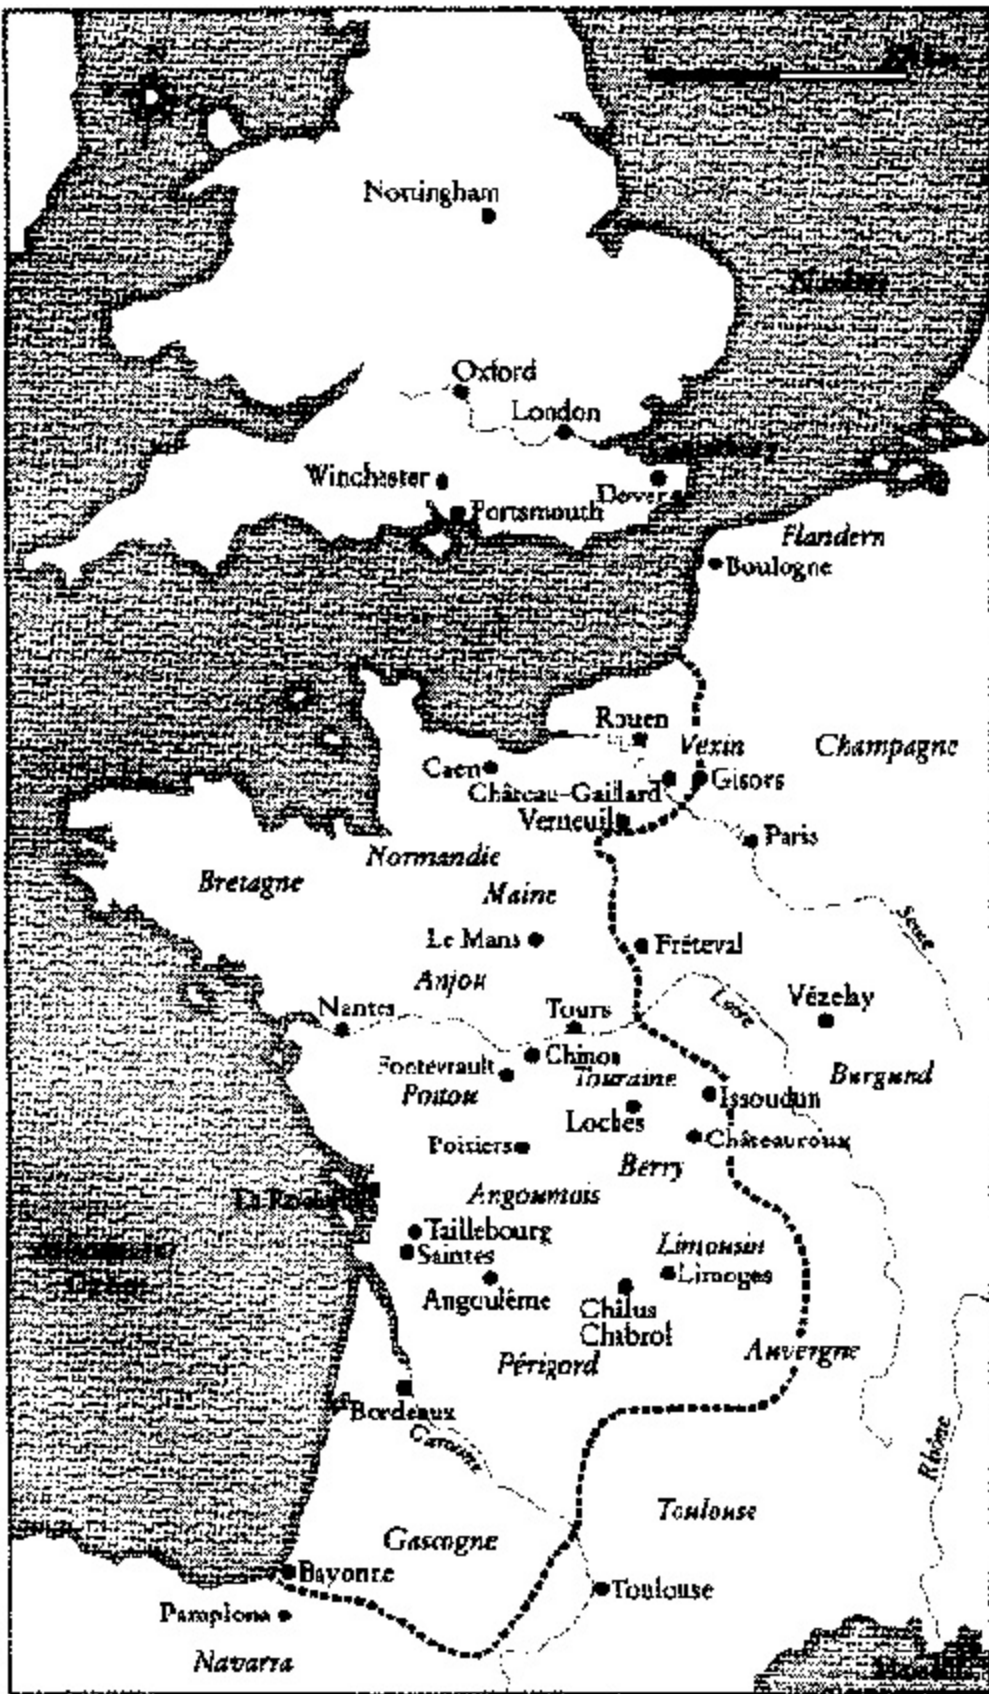 Nottingham
Oxford
London
Winchester
Dover
Portsmouth
Flandern
Boulogne
Rouen
Vexin
Champagne
Caen
Gisors
Château-Gaillard
Verneuil
Paris
Normandie
Bretagne
Maine
Seine
Le Mans
Fréteval
Anjou
Loire
Vézelay
Nantes
Tours
Chinon
Fontevrault
Touraine
Burgund
Poitou
Issoudun
Loches
Châteauroux
Poitiers
Berry
Angoumois
Taillebourg
Saintes
Limousin
Limoges
Angoulême
Châlus
Chabrol
Auvergne
Périgord
Bordeaux
Garonne
Rhône
Toulouse
Gascogne
Bayonne
Toulouse
Pamplona
Navarra